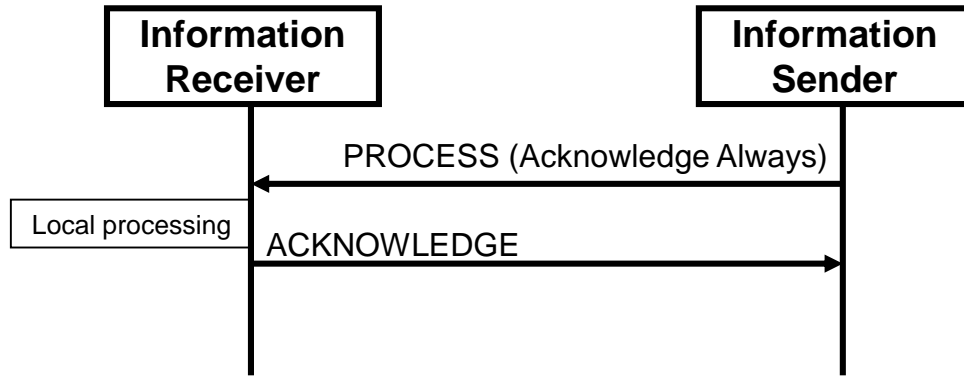 Information
Receiver
Information
Sender
PROCESS (Acknowledge Always)
Local processing
ACKNOWLEDGE